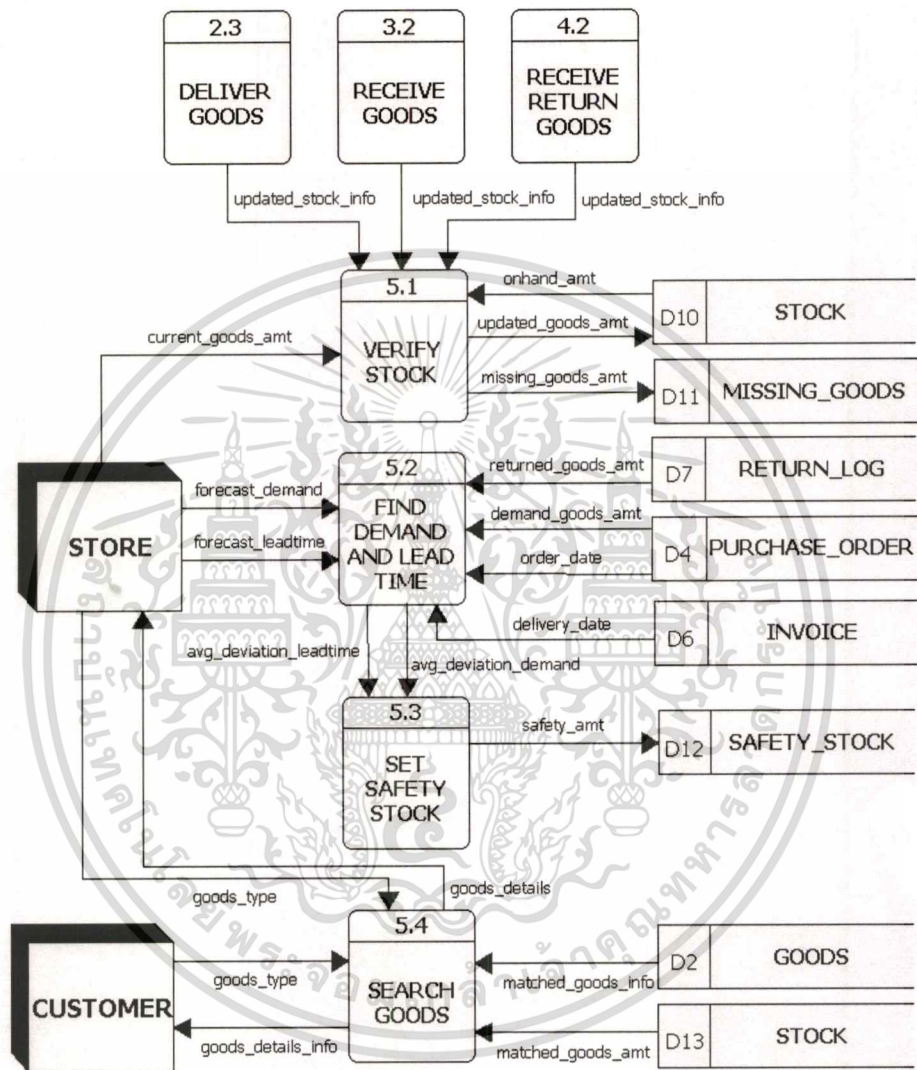 2.3
DELIVER
GOODS
3.2
RECEIVE
GOODS
4.2
RECEIVE
RETURN
GOODS
updated_stock_info
updated_stock_info
updated_stock_info
5.1
VERIFY
STOCK
onhand_amt
D10 STOCK
updated_goods_amt
current_goods_amt
missing_goods_amt
D11 MISSING_GOODS
5.2
FIND
DEMAND
AND LEAD
TIME
returned_goods_amt
D7 RETURN_LOG
STORE
forecast_demand
forecast_leadtime
demand_goods_amt
D4 PURCHASE_ORDER
order_date
delivery_date
D6 INVOICE
avg_deviation_leadtime
avg_deviation_demand
5.3
SET
SAFETY
STOCK
safety_amt
D12 SAFETY_STOCK
goods_type
goods_details
5.4
SEARCH
GOODS
CUSTOMER
goods_type
goods_details_info
D2 GOODS
matched_goods_info
D13 STOCK
matched_goods_amt